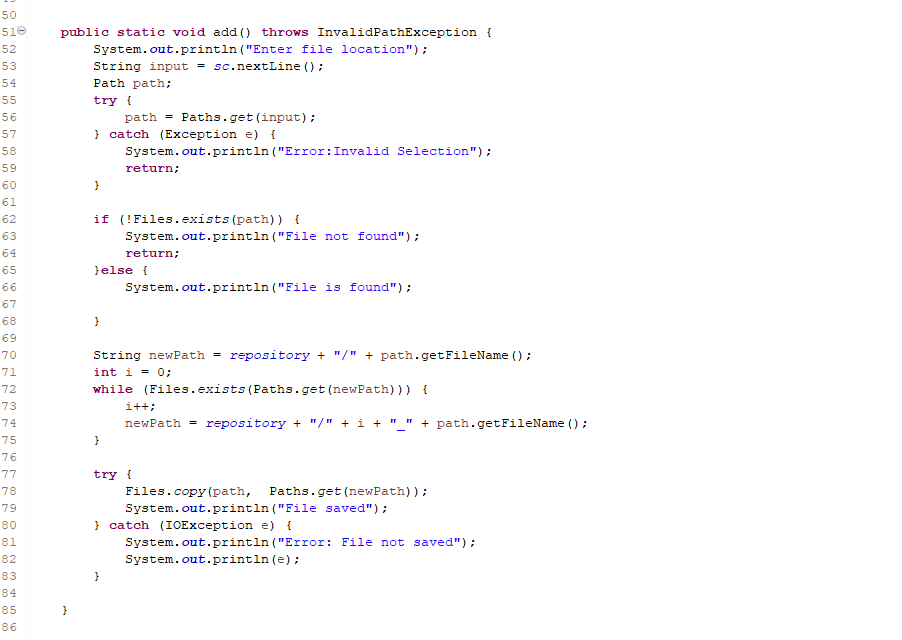 50
51 public static void add() throws InvalidPathException {
52 System.out.println("Enter file location");
53 String input = sc.nextLine();
54 Path path;
55 try {
56 path = Paths.get(input);
57 } catch (Exception e) {
58 System.out.println("Error:Invalid Selection");
59 return;
60 }
61
62 if (!Files.exists(path)) {
63 System.out.println("File not found");
64 return;
65 }else {
66 System.out.println("File is found");
67
68 }
69
70 String newPath = repository + "/" + path.getFileName();
71 int i = 0;
72 while (Files.exists(Paths.get(newPath))) {
73 i++;
74 newPath = repository + "/" + i + "_" + path.getFileName();
75 }
76
77 try {
78 Files.copy(path,  Paths.get(newPath));
79 System.out.println("File saved");
80 } catch (IOException e) {
81 System.out.println("Error: File not saved");
82 System.out.println(e);
83 }
84
85 }
86